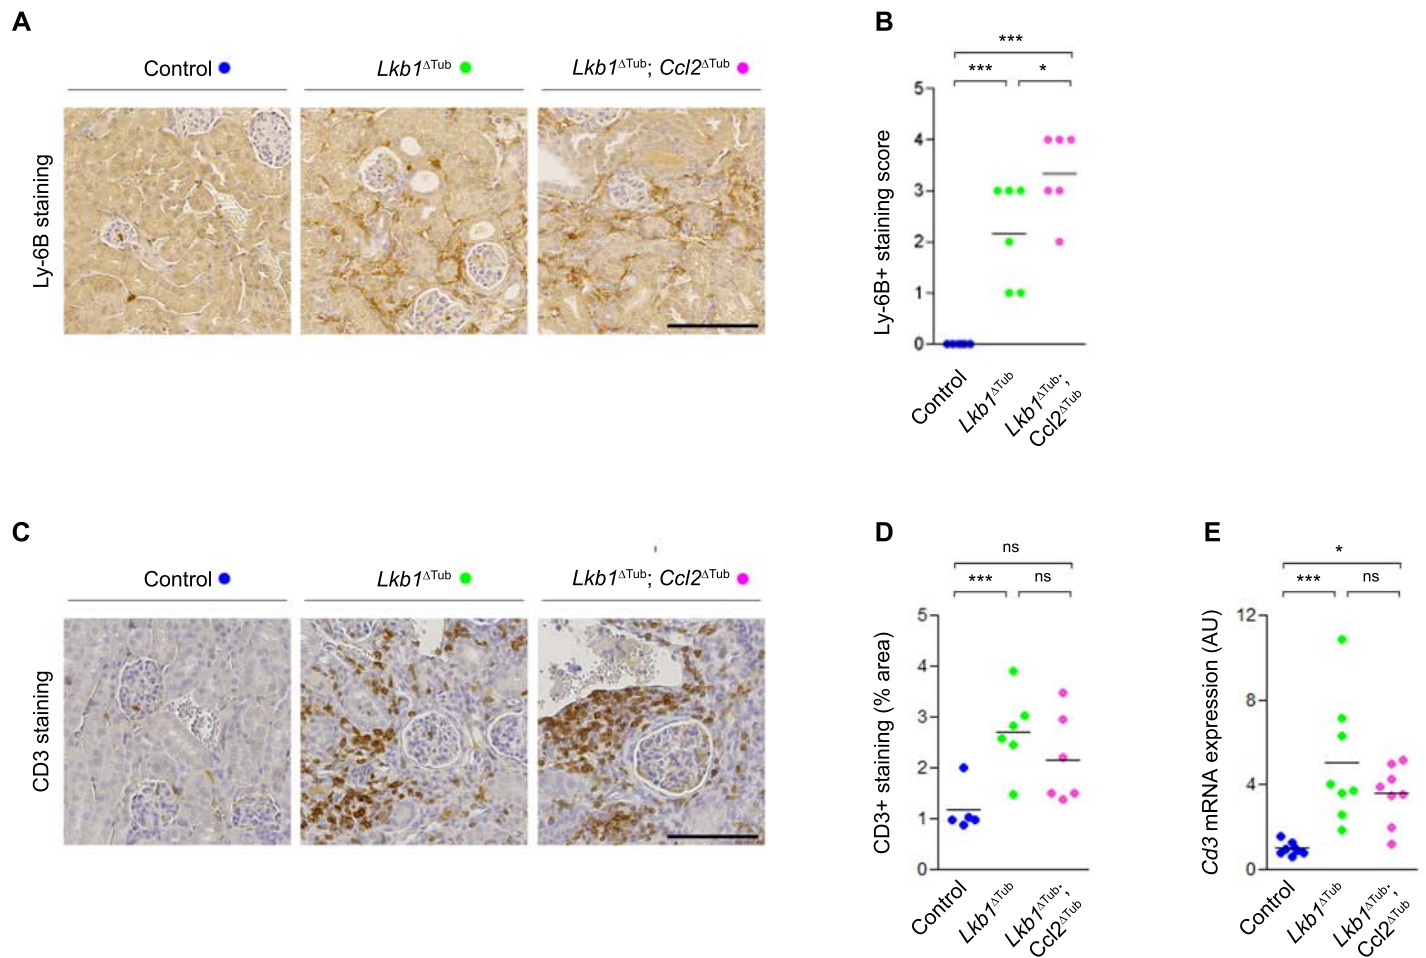 A
Control
Lkb1ΔTub
Lkb1ΔTub; Ccl2ΔTub
Ly-6B staining
B
***
***
*
Ly-6B+ staining score
5
4
3
2
1
0
Control
Lkb1ΔTub
Lkb1ΔTub;
Ccl2ΔTub
C
Control
Lkb1ΔTub
Lkb1ΔTub; Ccl2ΔTub
CD3 staining
D
ns
***
ns
CD3+ staining (% area)
5
4
3
2
1
0
Control
Lkb1ΔTub
Lkb1ΔTub;
Ccl2ΔTub
E
*
***
ns
Cd3 mRNA expression (AU)
12
8
4
0
Control
Lkb1ΔTub
Lkb1ΔTub;
Ccl2ΔTub